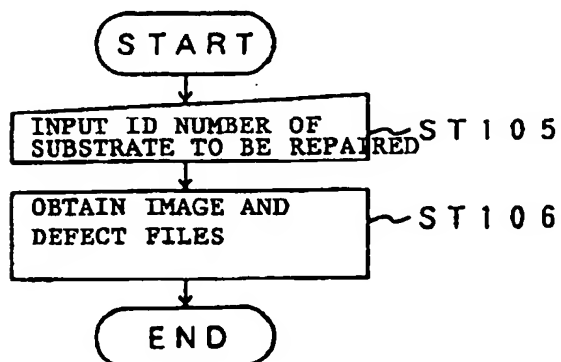 START
INPUT ID NUMBER OF
SUBSTRATE TO BE REPAIRED
ST105
OBTAIN IMAGE AND
DEFECT FILES
ST106
END